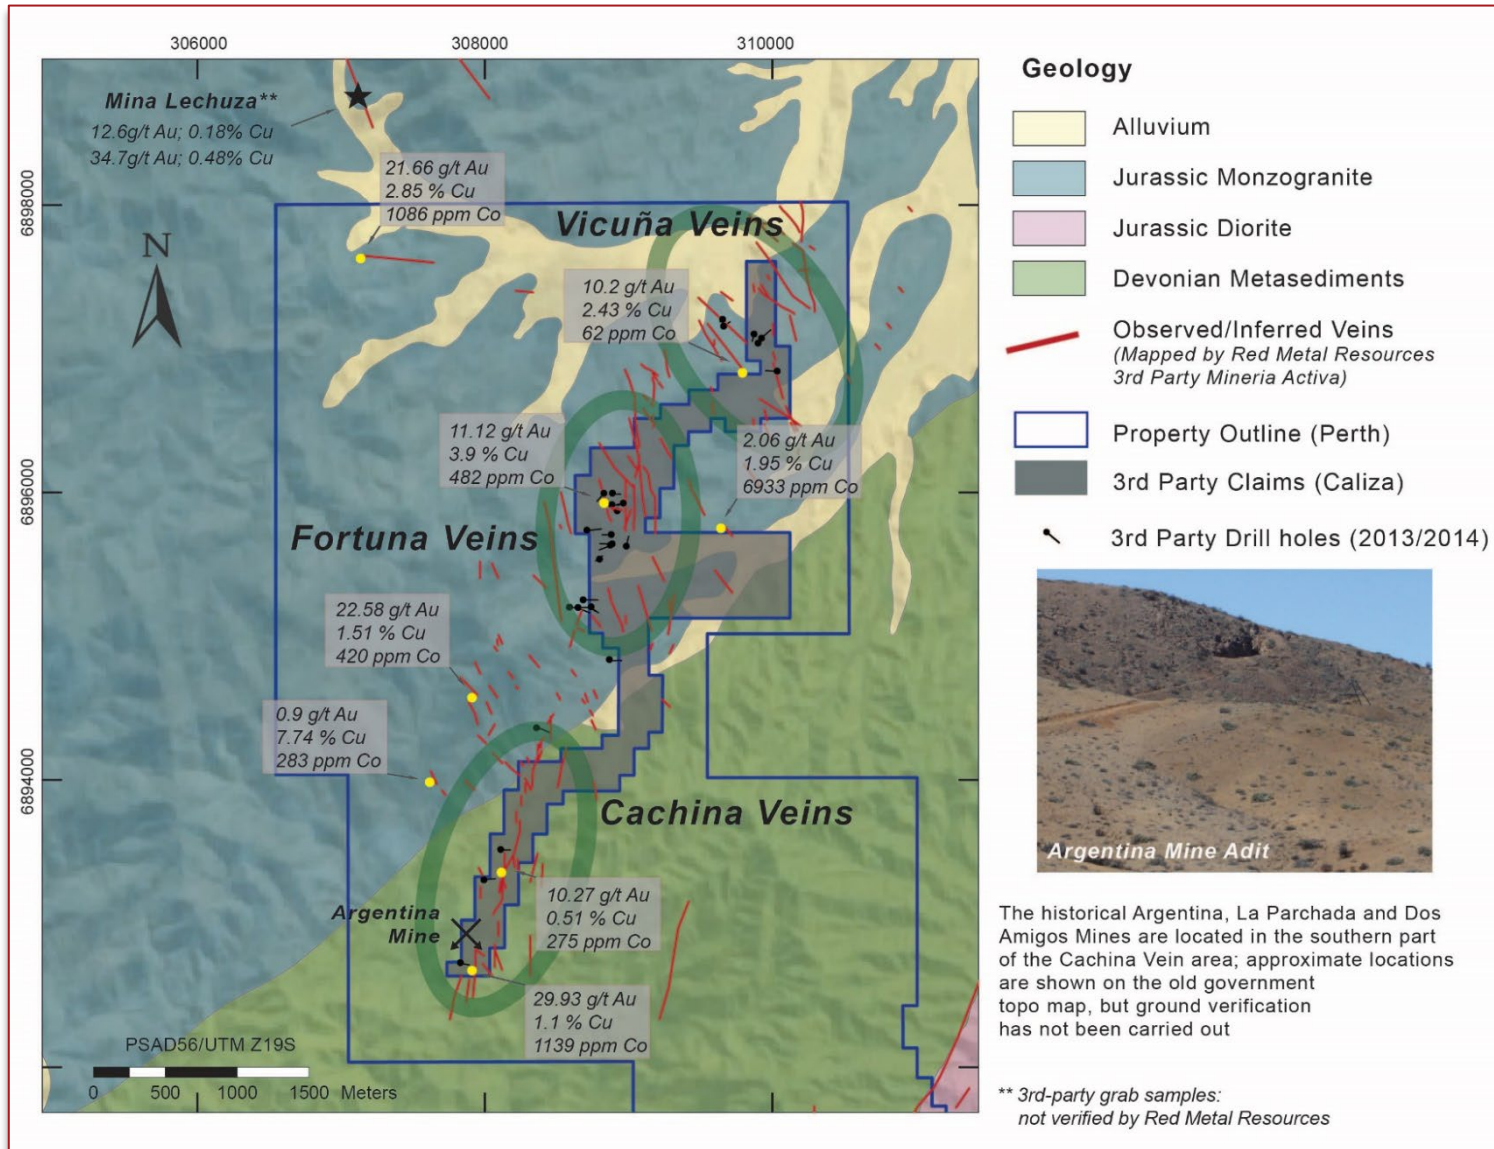 306000
308000
310000
6898000
6896000
6894000
Mina Lechuza**
12.6g/t Au; 0.18% Cu
34.7g/t Au; 0.48% Cu
21.66 g/t Au
2.85 % Cu
1086 ppm Co
N
Vicuña Veins
10.2 g/t Au
2.43 % Cu
62 ppm Co
11.12 g/t Au
3.9 % Cu
482 ppm Co
2.06 g/t Au
1.95 % Cu
6933 ppm Co
Fortuna Veins
22.58 g/t Au
1.51 % Cu
420 ppm Co
0.9 g/t Au
7.74 % Cu
283 ppm Co
Cachina Veins
Argentina
Mine
10.27 g/t Au
0.51 % Cu
275 ppm Co
29.93 g/t Au
1.1 % Cu
1139 ppm Co
PSAD56/UTM Z19S
0 500 1000 1500 Meters
Geology
Alluvium
Jurassic Monzogranite
Jurassic Diorite
Devonian Metasediments
Observed/Inferred Veins
(Mapped by Red Metal Resources
3rd Party Mineria Activa)
Property Outline (Perth)
3rd Party Claims (Caliza)
3rd Party Drill holes (2013/2014)
Argentina Mine Adit
The historical Argentina, La Parchada and Dos
Amigos Mines are located in the southern part
of the Cachina Vein area; approximate locations
are shown on the old government
topo map, but ground verification
has not been carried out
** 3rd-party grab samples:
not verified by Red Metal Resources